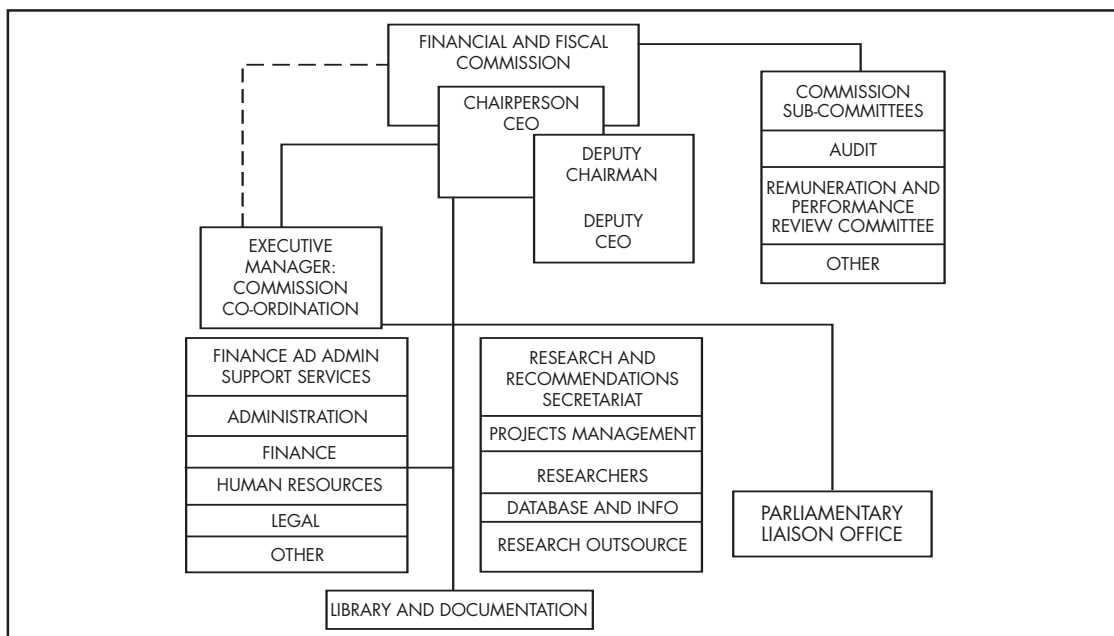 FINANCIAL AND FISCAL
COMMISSION
CHAIRPERSON
CEO
DEPUTY
CHAIRMAN
DEPUTY
CEO
COMMISSION
SUB-COMMITTEES
AUDIT
REMUNERATION AND
PERFORMANCE
REVIEW COMMITTEE
OTHER
EXECUTIVE
MANAGER:
COMMISSION
CO-ORDINATION
FINANCE AD ADMIN
SUPPORT SERVICES
ADMINISTRATION
FINANCE
HUMAN RESOURCES
LEGAL
OTHER
RESEARCH AND
RECOMMENDATIONS
SECRETARIAT
PROJECTS MANAGEMENT
RESEARCHERS
DATABASE AND INFO
RESEARCH OUTSOURCE
PARLIAMENTARY
LIAISON OFFICE
LIBRARY AND DOCUMENTATION